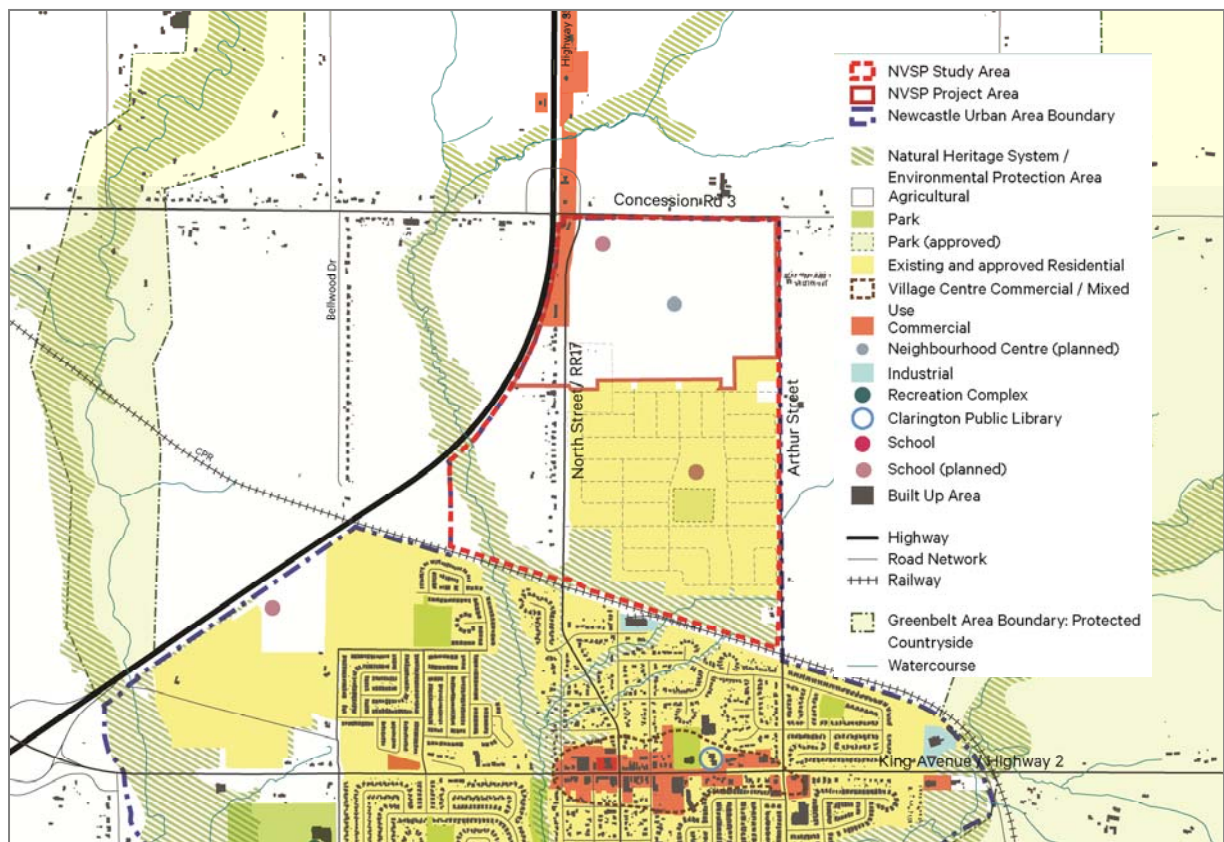 Highway
Concession Rd 3
Bellwood Dr
North Street/ RR17
Arthur Street
CPR
King Avenue / Highway 2
NVSP Study Area
NVSP Project Area
Newcastle Urban Area Boundary
Natural Heritage System /
Environmental Protection Area
Agricultural
Park
Park (approved)
Existing and approved Residential
Village Centre Commercial / Mixed
Use
Commercial
Neighbourhood Centre (planned)
Industrial
Recreation Complex
Clarington Public Library
School
School (planned)
Built Up Area
Highway
Road Network
Railway
Greenbelt Area Boundary: Protected
Countryside
Watercourse